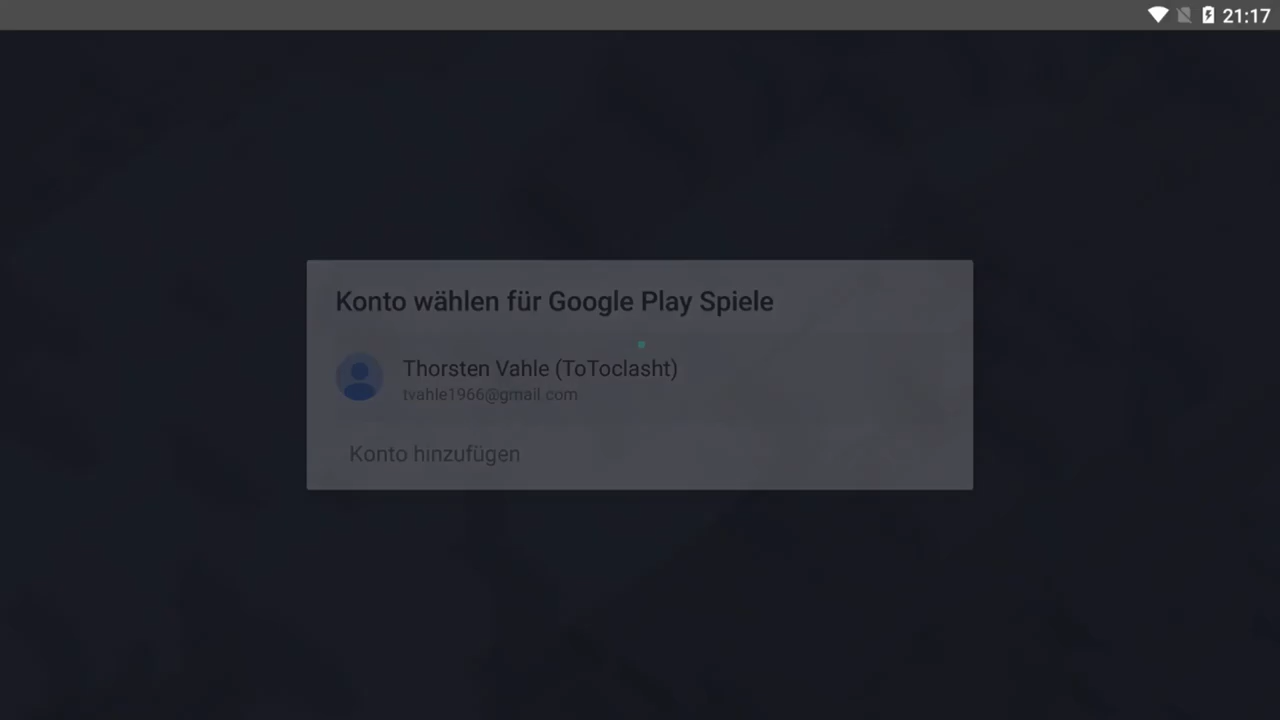 21:17
Konto wählen für Google Play Spiele
Thorsten Vahle (ToToclasht)
tvahle1966@gmail.com
Konto hinzufügen